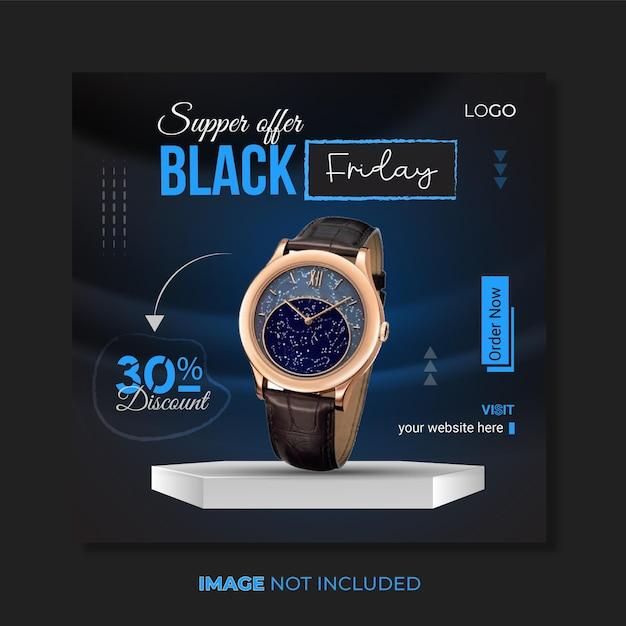 Supper offer
LOGO
BLACK Friday
30%
Discount
Order Now
VISIT
your website here
IMAGE NOT INCLUDED